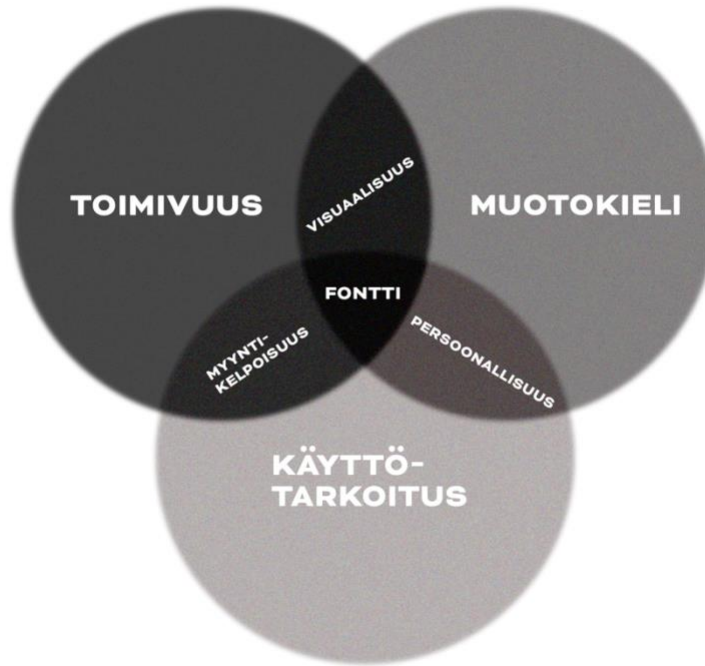 VISUAALISUUS
TOIMIVUUS
MUOTOKIELI
FONTTI
MYYNTI-
KELPOISUUS
PERSOONALLISUUS
KÄYTTÖ-
TARKOITUS